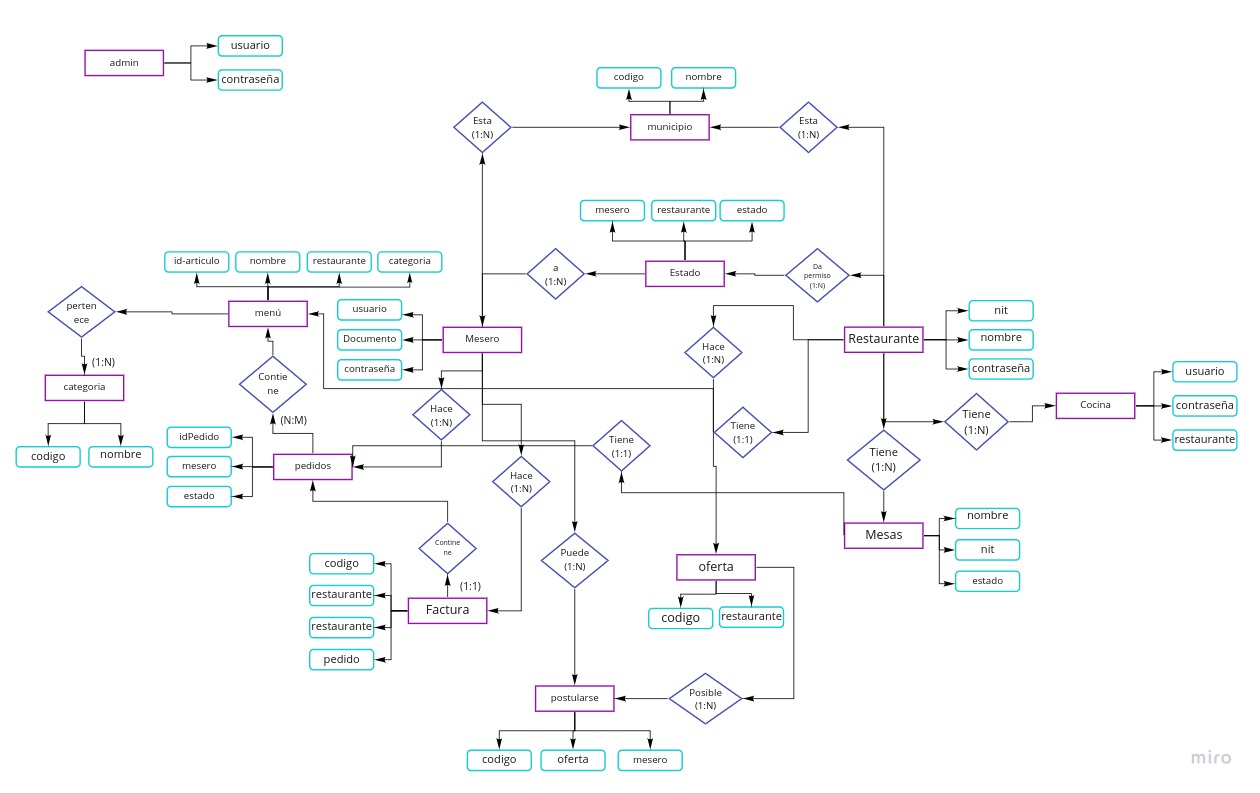 usuario
admin
contraseña
codigo
nombre
Esta
(1:N)
municipio
Esta
(1:N)
mesero
restaurante
estado
id-articulo
nombre
restaurante
categoria
a
(1:N)
Estado
Da
permiso
(1:N)
perten
ece
menú
usuario
Documento
contraseña
Mesero
Hace
(1:N)
Restaurante
nit
nombre
contraseña
(1:N)
categoria
Contie
ne
(N:M)
Hace
(1:N)
Tiene
(1:1)
Tiene
(1:N)
Cocina
usuario
contraseña
restaurante
codigo
nombre
idPedido
mesero
estado
pedidos
Hace
(1:N)
Tiene
(1:1)
Tiene
(1:N)
Contine
ne
(1:1)
Puede
(1:N)
Mesas
nombre
nit
estado
codigo
restaurante
restaurante
pedido
Factura
oferta
codigo
restaurante
postularse
Posible
(1:N)
codigo
oferta
mesero
miro